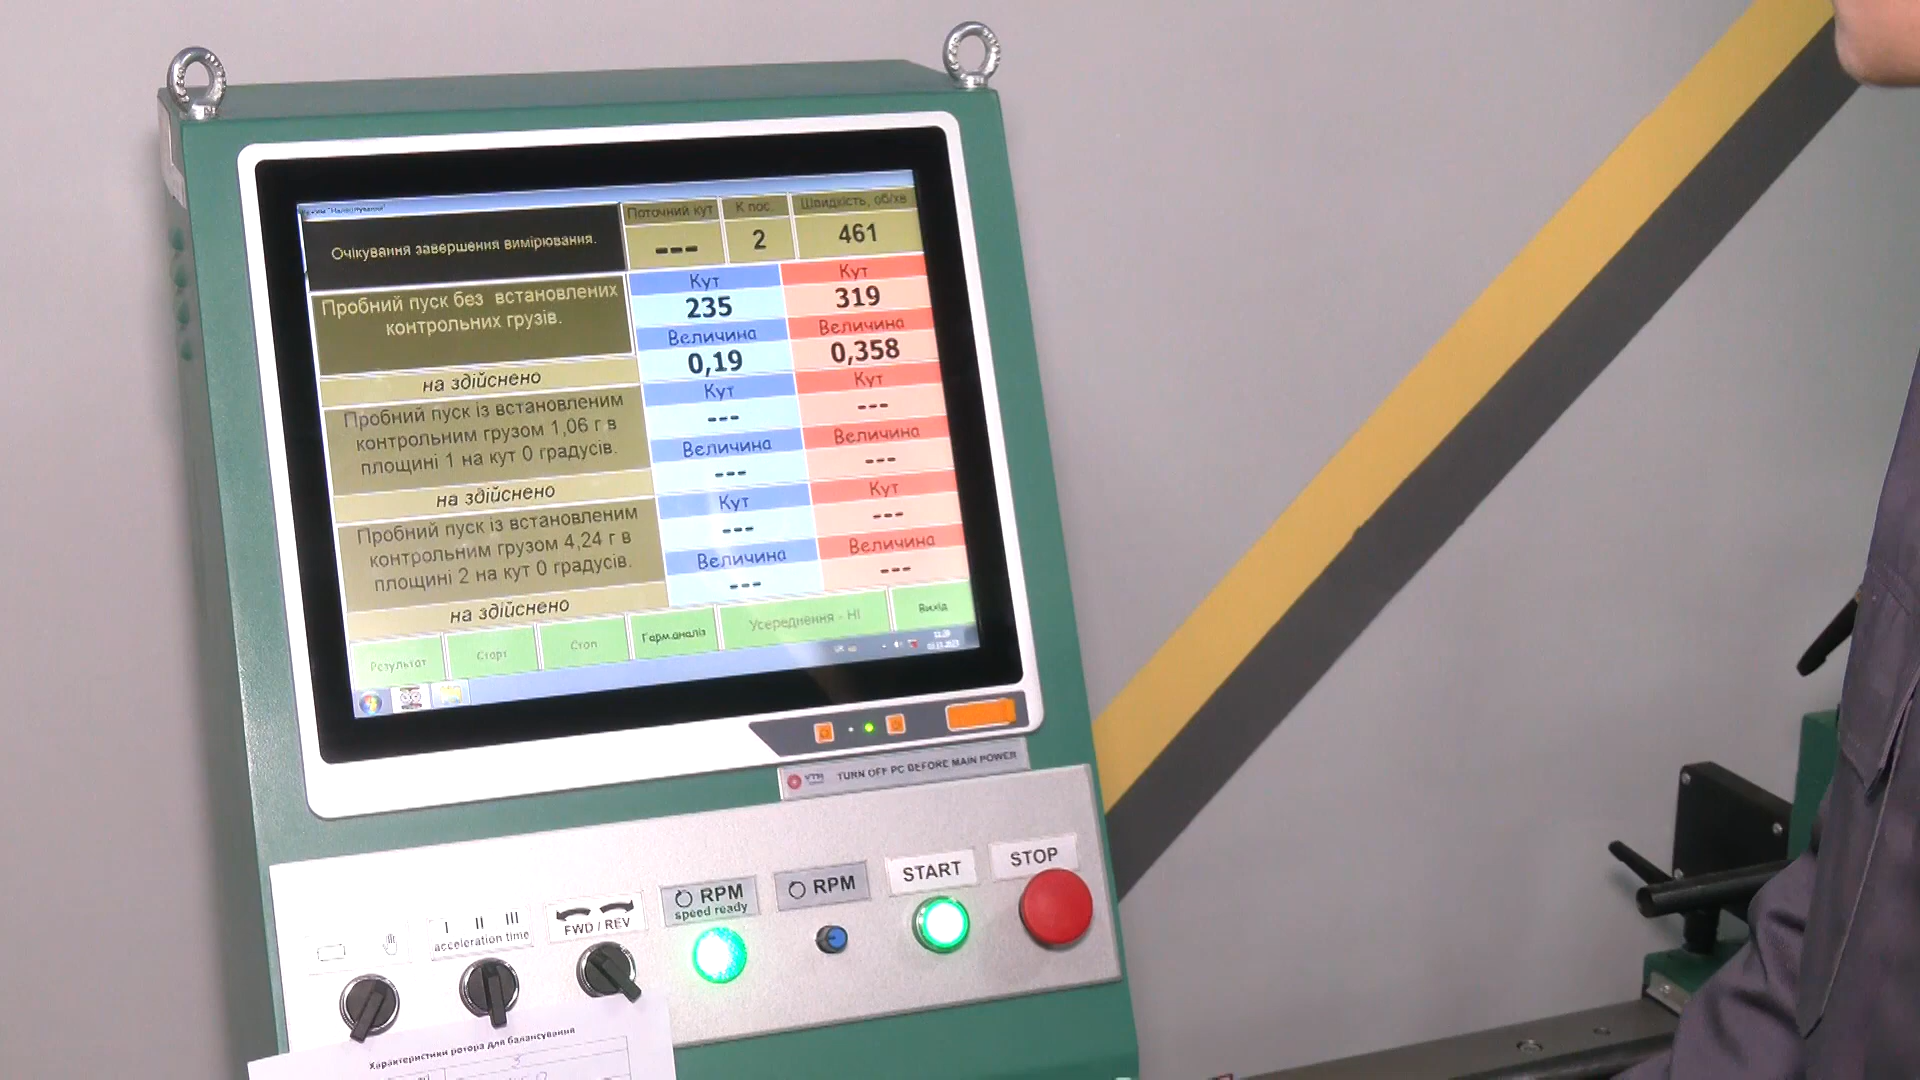 Очікування завершення вимірювання.
Поточний кут
К пос.
Швидкість, об/хв
---
2
461
Пробний пуск без встановлених
контрольних грузів.
на здійснено
Кут
235
Величина
0,19
Кут
319
Величина
0,358
Пробний пуск із встановленим
контрольним грузом 1,06 г в
площині 1 на кут 0 градусів.
на здійснено
Кут
---
Величина
---
Кут
---
Величина
---
Пробний пуск із встановленим
контрольним грузом 4,24 г в
площині 2 на кут 0 градусів.
на здійснено
Кут
---
Величина
---
Кут
---
Величина
---
Результат
Старт
Стоп
Гарм.аналіз
Усереднення - НІ
Вихід
VTM
TURN OFF PC BEFORE MAIN POWER
I II III
acceleration time
FWD / REV
RPM
speed ready
RPM
START
STOP
Характеристики ротора для балансування